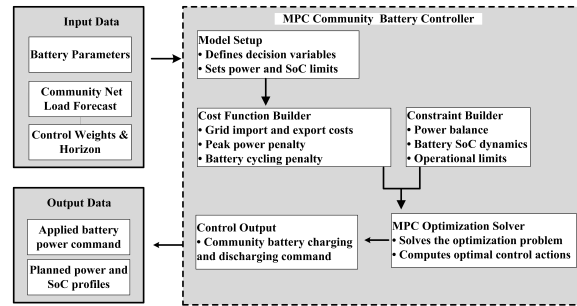 Input Data
Battery Parameters
Community Net
Load Forecast
Control Weights &
Horizon
Output Data
Applied battery
power command
Planned power and
SoC profiles
MPC Community Battery Controller
Model Setup
• Defines decision variables
• Sets power and SoC limits
Cost Function Builder
• Grid import and export costs
• Peak power penalty
• Battery cycling penalty
Constraint Builder
• Power balance
• Battery SoC dynamics
• Operational limits
Control Output
• Community battery charging
and discharging command
MPC Optimization Solver
• Solves the optimization problem
• Computes optimal control actions